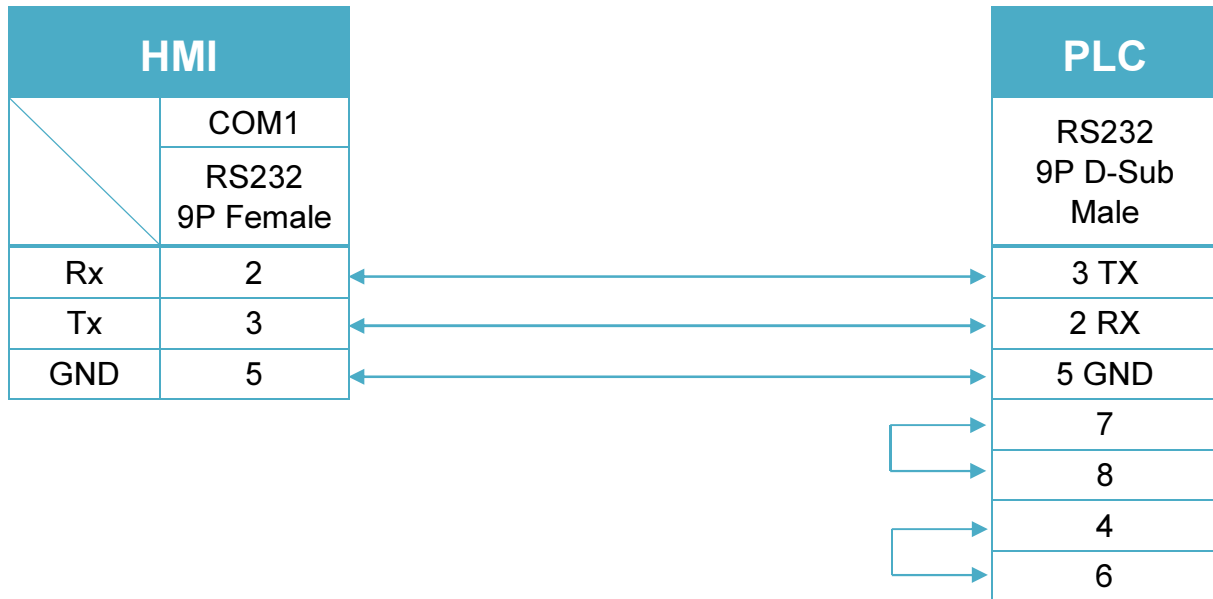 HMI
PLC
COM1
RS232
9P Female
RS232
9P D-Sub
Male
Rx 2 3 TX
Tx 3 2 RX
GND 5 5 GND
7
8
4
6